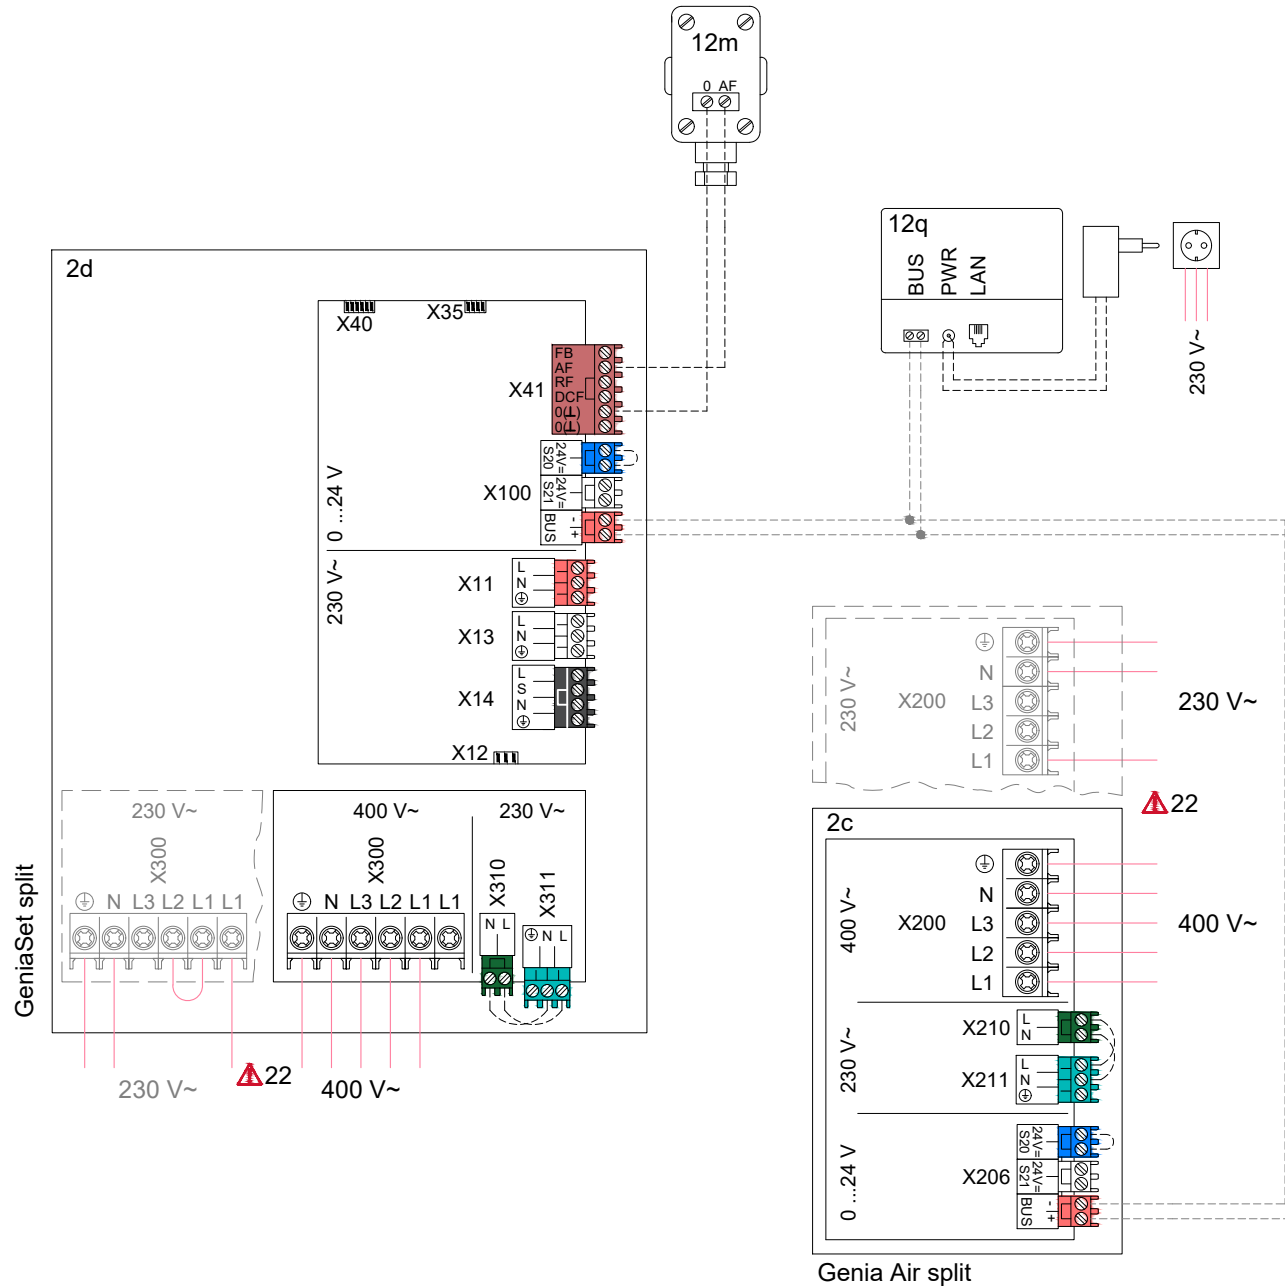 12m
0 AF
12q
BUS
PWR
LAN
230 V~
2d
X40
X35
FB
AF
RF
DCF
0(⊥)
0(⊥)
X41
24V=
S20
24V=
S21
X100
BUS
-
+
0 ...24 V
230 V~
X11
L
N
X13
L
N
X14
L
S
N
X12
230 V~
X300
N L3 L2 L1 L1
230 V~
400 V~
X300
N L3 L2 L1 L1
400 V~
230 V~
X310
N L
X311
N L
22
GeniaSet split
230 V~
X200
N
L3
L2
L1
230 V~
22
2c
400 V~
X200
N
L3
L2
L1
400 V~
230 V~
X210
L
N
X211
L
N
0 ...24 V
24V=
S20
24V=
S21
X206
BUS
-
+
Genia Air split